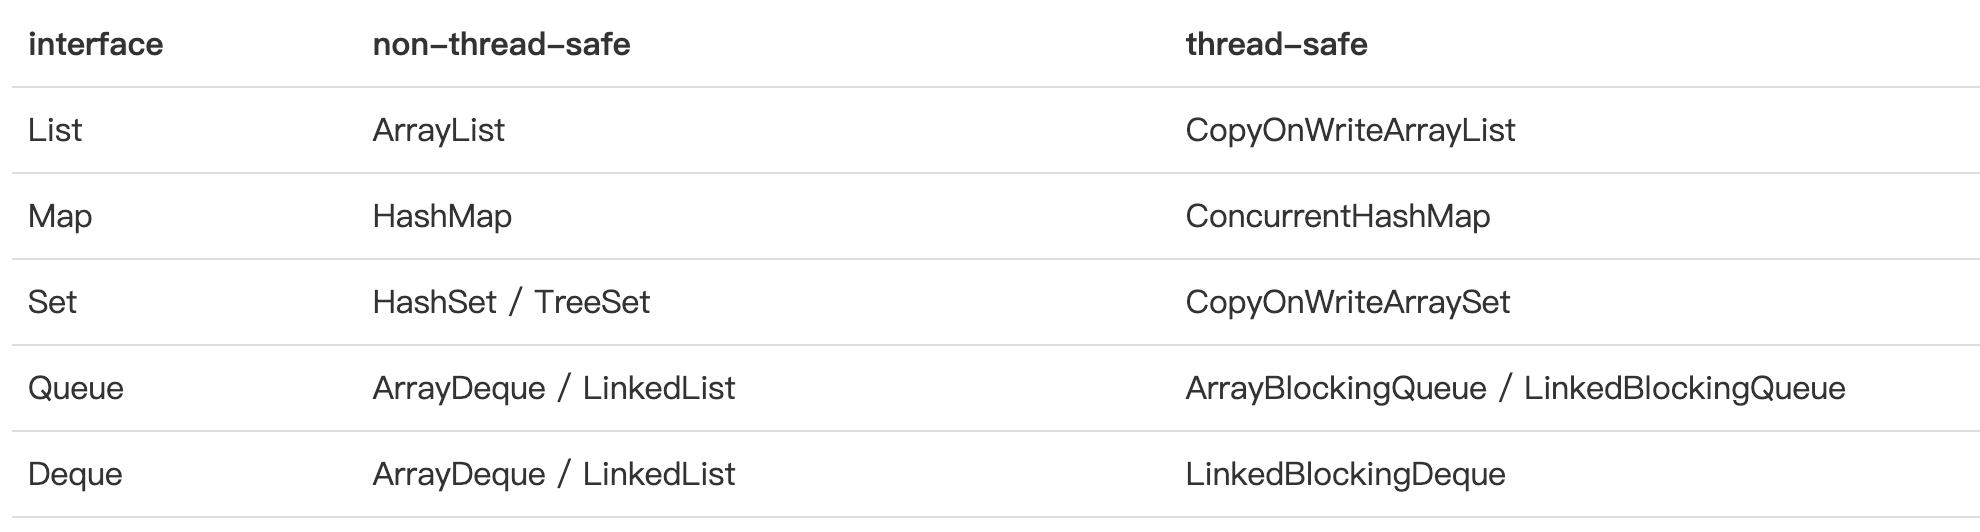 interface non-thread-safe thread-safe
List ArrayList CopyOnWriteArrayList
Map HashMap ConcurrentHashMap
Set HashSet / TreeSet CopyOnWriteArraySet
Queue ArrayDeque / LinkedList ArrayBlockingQueue / LinkedBlockingQueue
Deque ArrayDeque / LinkedList LinkedBlockingDeque